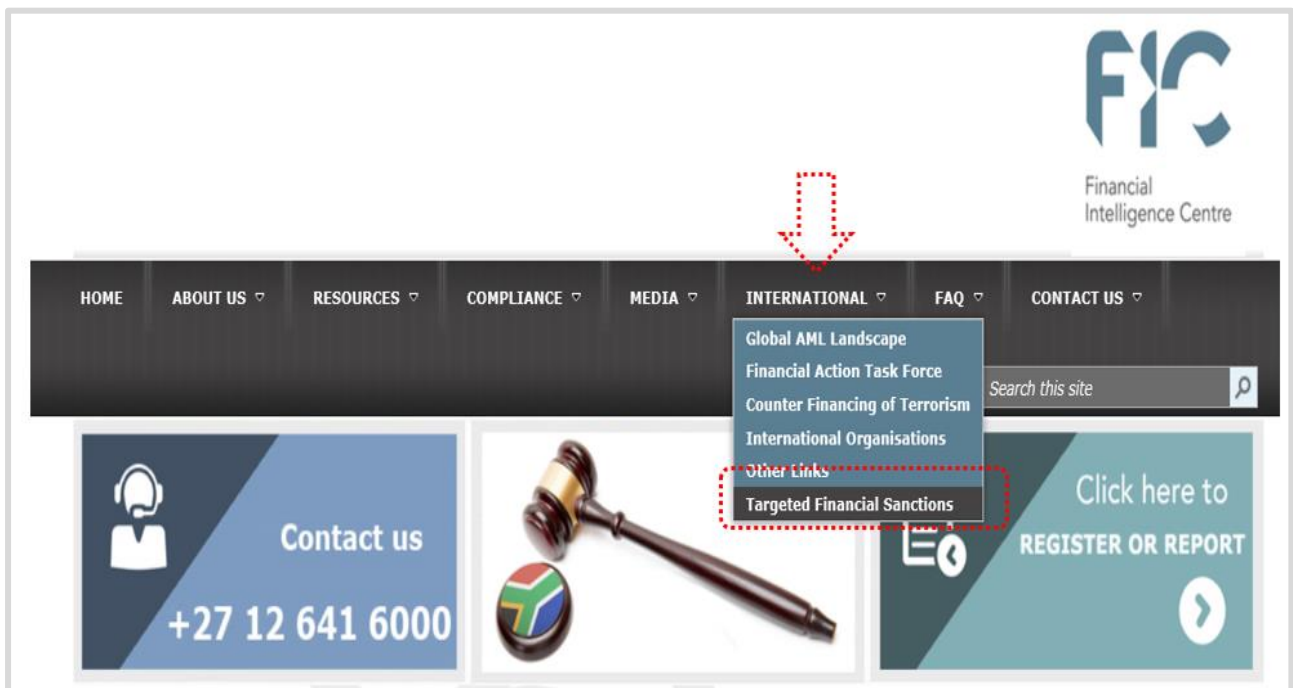 FIC
Financial
Intelligence Centre
HOME ABOUT US RESOURCES COMPLIANCE MEDIA INTERNATIONAL FAQ CONTACT US
Global AML Landscape
Financial Action Task Force
Search this site
Counter Financing of Terrorism
International Organisations
Other Links
Targeted Financial Sanctions
Contact us
+27 12 641 6000
Click here to
REGISTER OR REPORT